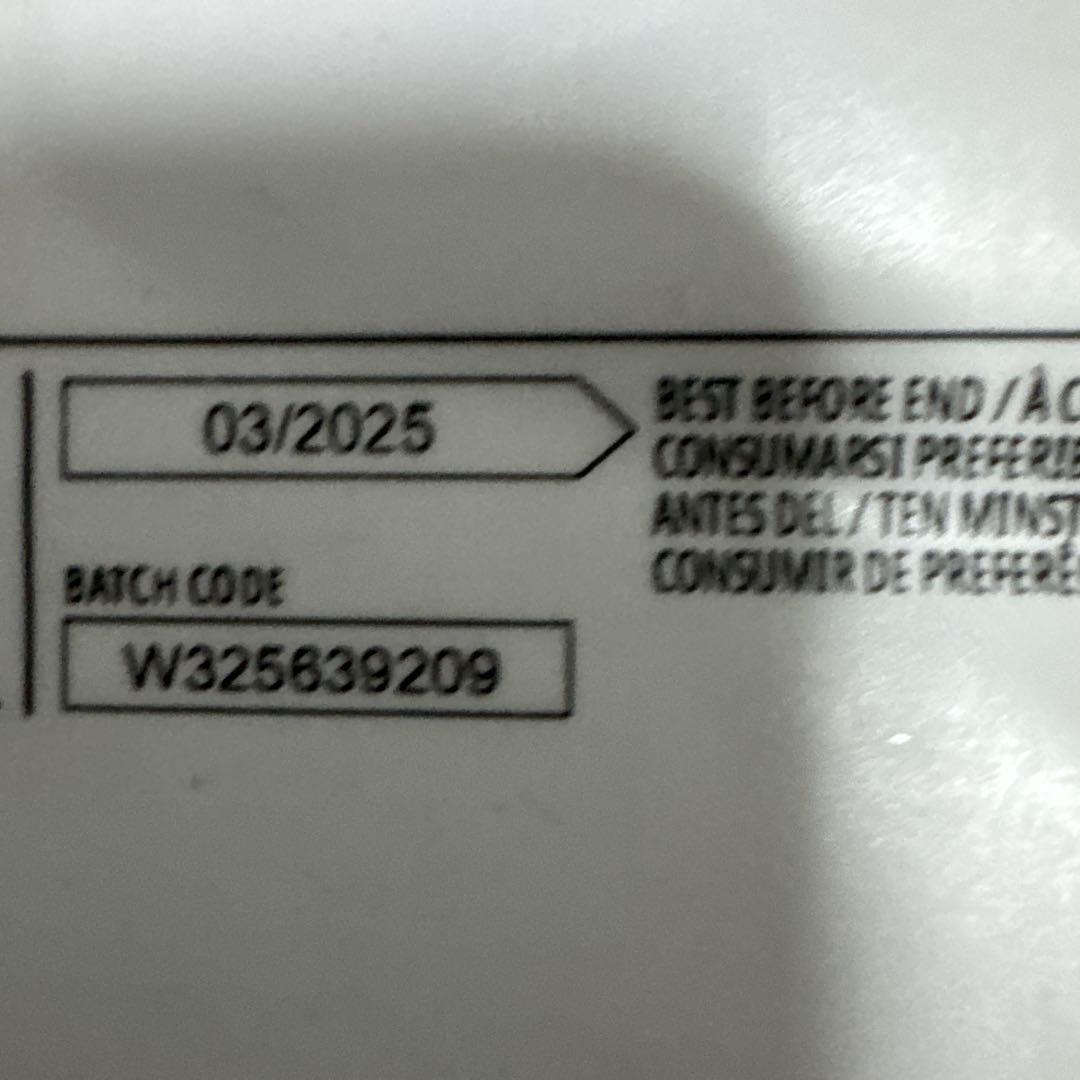 03/2025
BEST BEFORE END / À C
CONSUMARSI PREFERIB
ANTES DEL / TEN MINST
CONSUMIR DE PREFERÊ
BATCH CODE
W325639209